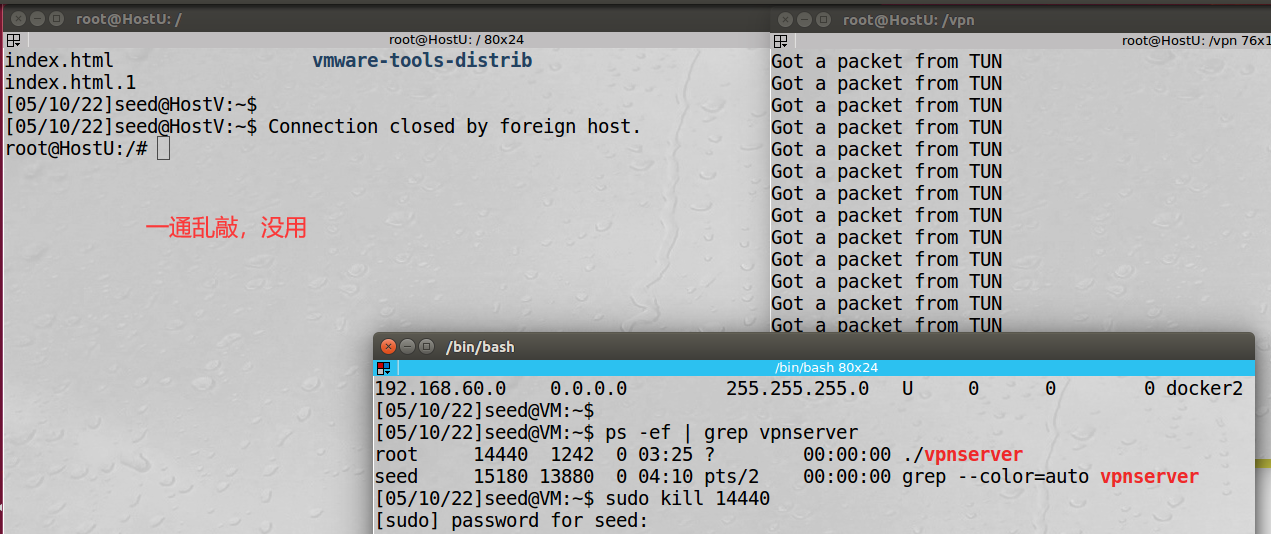 root@HostU: /
root@HostU: / 80x24
index.html vmware-tools-distrib
index.html.1
[05/10/22]seed@HostV:~$
[05/10/22]seed@HostV:~$ Connection closed by foreign host.
root@HostU:/#
一通乱敲，没用
root@HostU: /vpn
root@HostU: /vpn 76x1
Got a packet from TUN
Got a packet from TUN
Got a packet from TUN
Got a packet from TUN
Got a packet from TUN
Got a packet from TUN
Got a packet from TUN
Got a packet from TUN
Got a packet from TUN
Got a packet from TUN
Got a packet from TUN
Got a packet from TUN
Got a packet from TUN
/bin/bash
/bin/bash 80x24
192.168.60.0 0.0.0.0 255.255.255.0 U 0 0 0 docker2
[05/10/22]seed@VM:~$
[05/10/22]seed@VM:~$ ps -ef | grep vpnserver
root 14440 1242 0 03:25 ? 00:00:00 ./vpnserver
seed 15180 13880 0 04:10 pts/2 00:00:00 grep --color=auto vpnserver
[05/10/22]seed@VM:~$ sudo kill 14440
[sudo] password for seed: